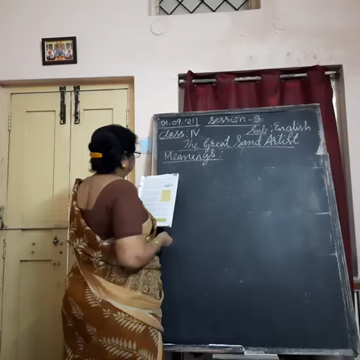 01.09.'21 Session-3
Class: IV Sub: English
The Great Sand Artist
Meanings: